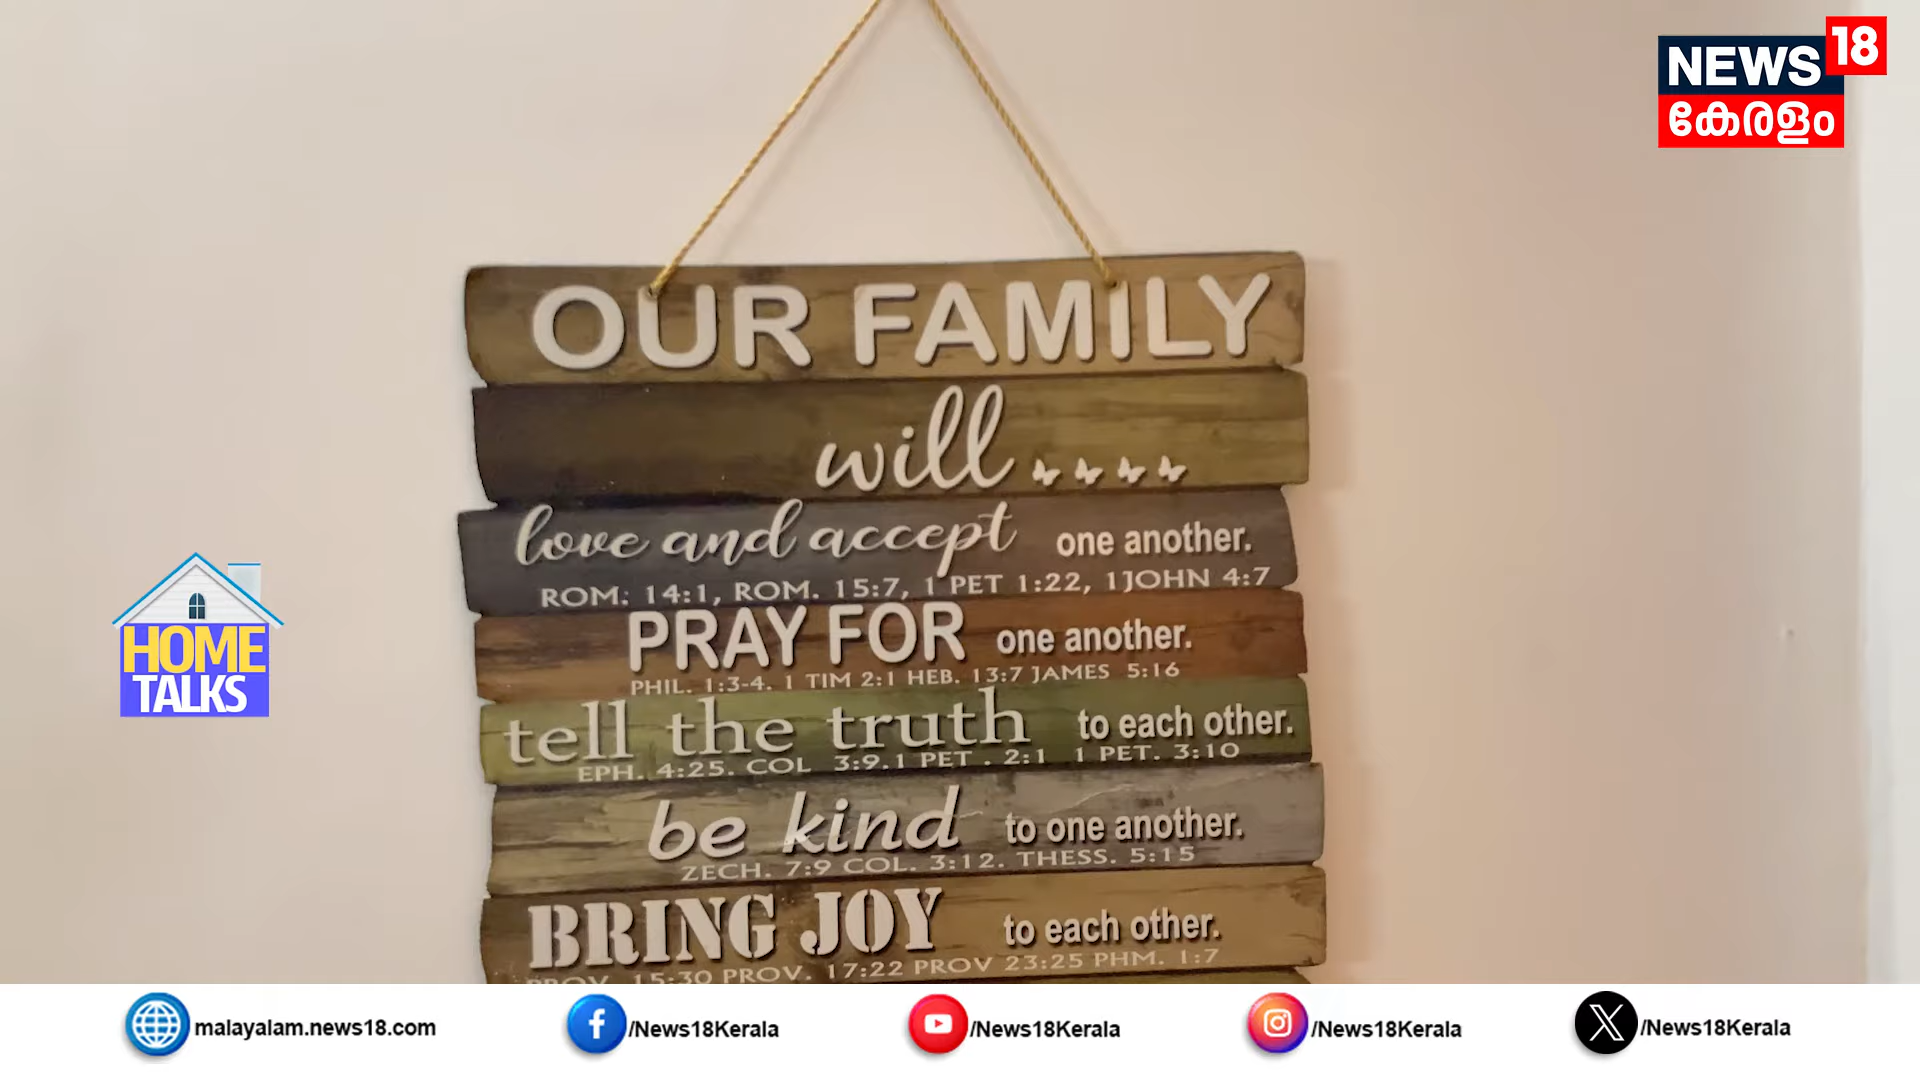 NEWS 18
കേരളം
OUR FAMILY
will ....
love and accept one another.
ROM: 14:1, ROM. 15:7, 1 PET 1:22, 1JOHN 4:7
PRAY FOR one another.
PHIL. 1:3-4. 1 TIM 2:1 HEB. 13:7 JAMES 5:16
tell the truth to each other.
EPH. 4:25. COL 3:9.1 PET . 2:1 1 PET. 3:10
be kind to one another.
ZECH. 7:9 COL. 3:12. THESS. 5:15
BRING JOY to each other.
PROV. 15:30 PROV. 17:22 PROV 23:25 PHM. 1:7
HOME
TALKS
malayalam.news18.com /News18Kerala /News18Kerala /News18Kerala /News18Kerala